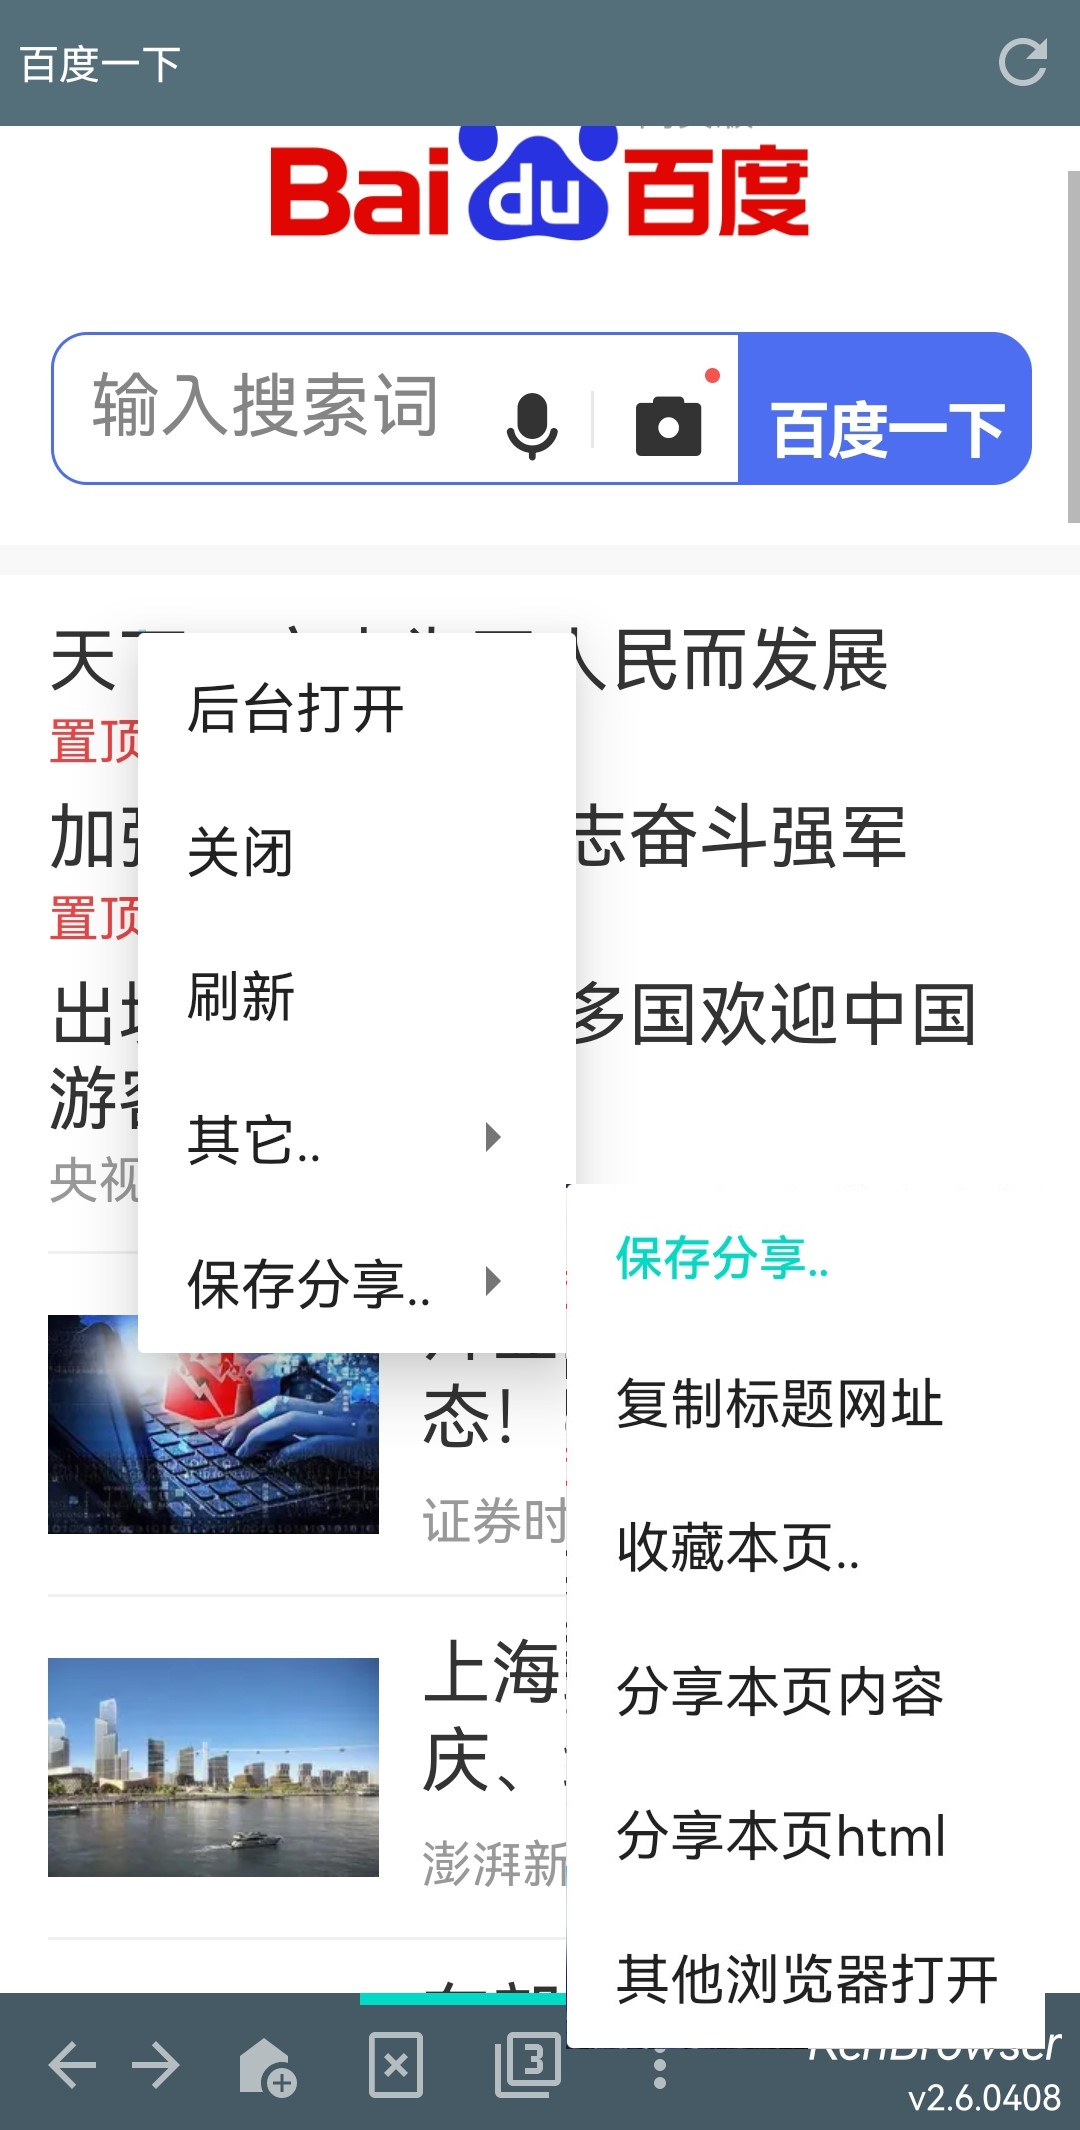 百度一下
Bai du 百度
输入搜索词
百度一下
天
人民而发展
置顶
加强
志奋斗强军
置顶
出境
多国欢迎中国
游客
央视
后台打开
关闭
刷新
其它..
保存分享..
态！
证券时
上海
庆、
澎湃新
保存分享..
复制标题网址
收藏本页..
分享本页内容
分享本页html
其他浏览器打开
3
RenBrowser
v2.6.0408